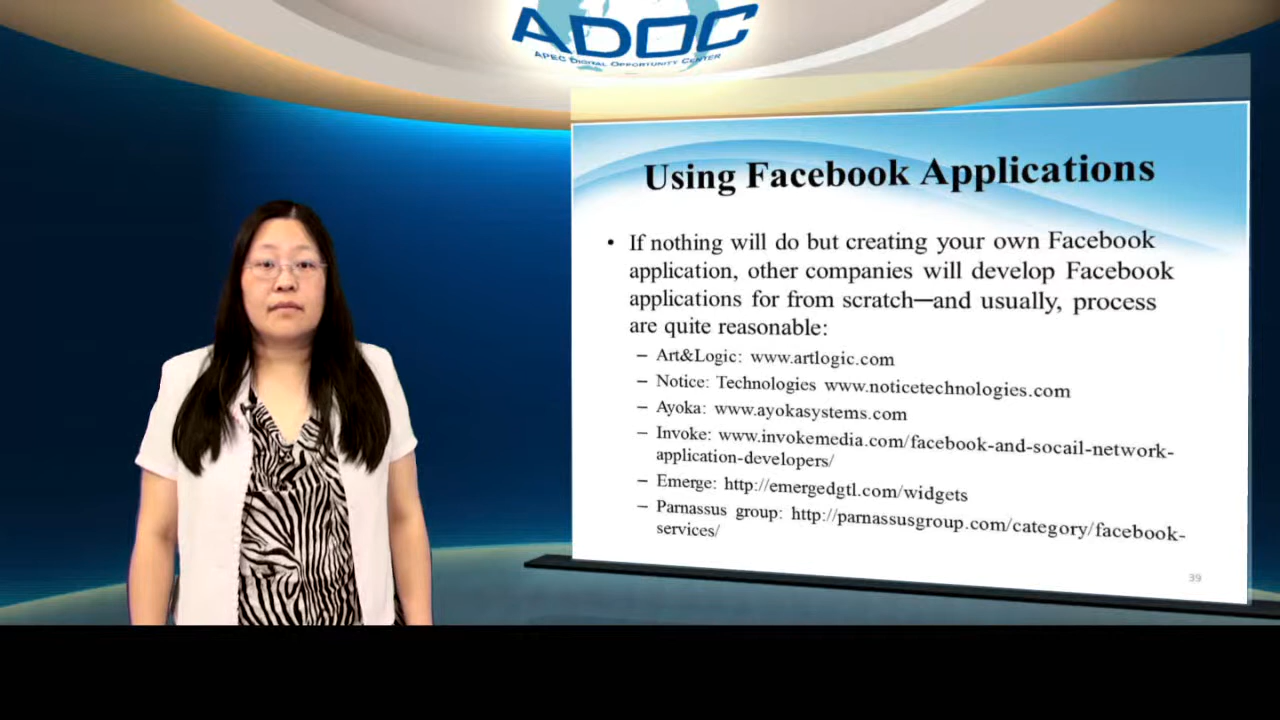 ADOC
APEC DIGITAL OPPORTUNITY CENTER
Using Facebook Applications
• If nothing will do but creating your own Facebook
application, other companies will develop Facebook
applications for from scratch—and usually, process
are quite reasonable:
– Art&Logic: www.artlogic.com
– Notice: Technologies www.noticetechnologies.com
– Ayoka: www.ayokasystems.com
– Invoke: www.invokemedia.com/facebook-and-socail-network-
application-developers/
– Emerge: http://emergedgtl.com/widgets
– Parnassus group: http://parnassusgroup.com/category/facebook-
services/
39